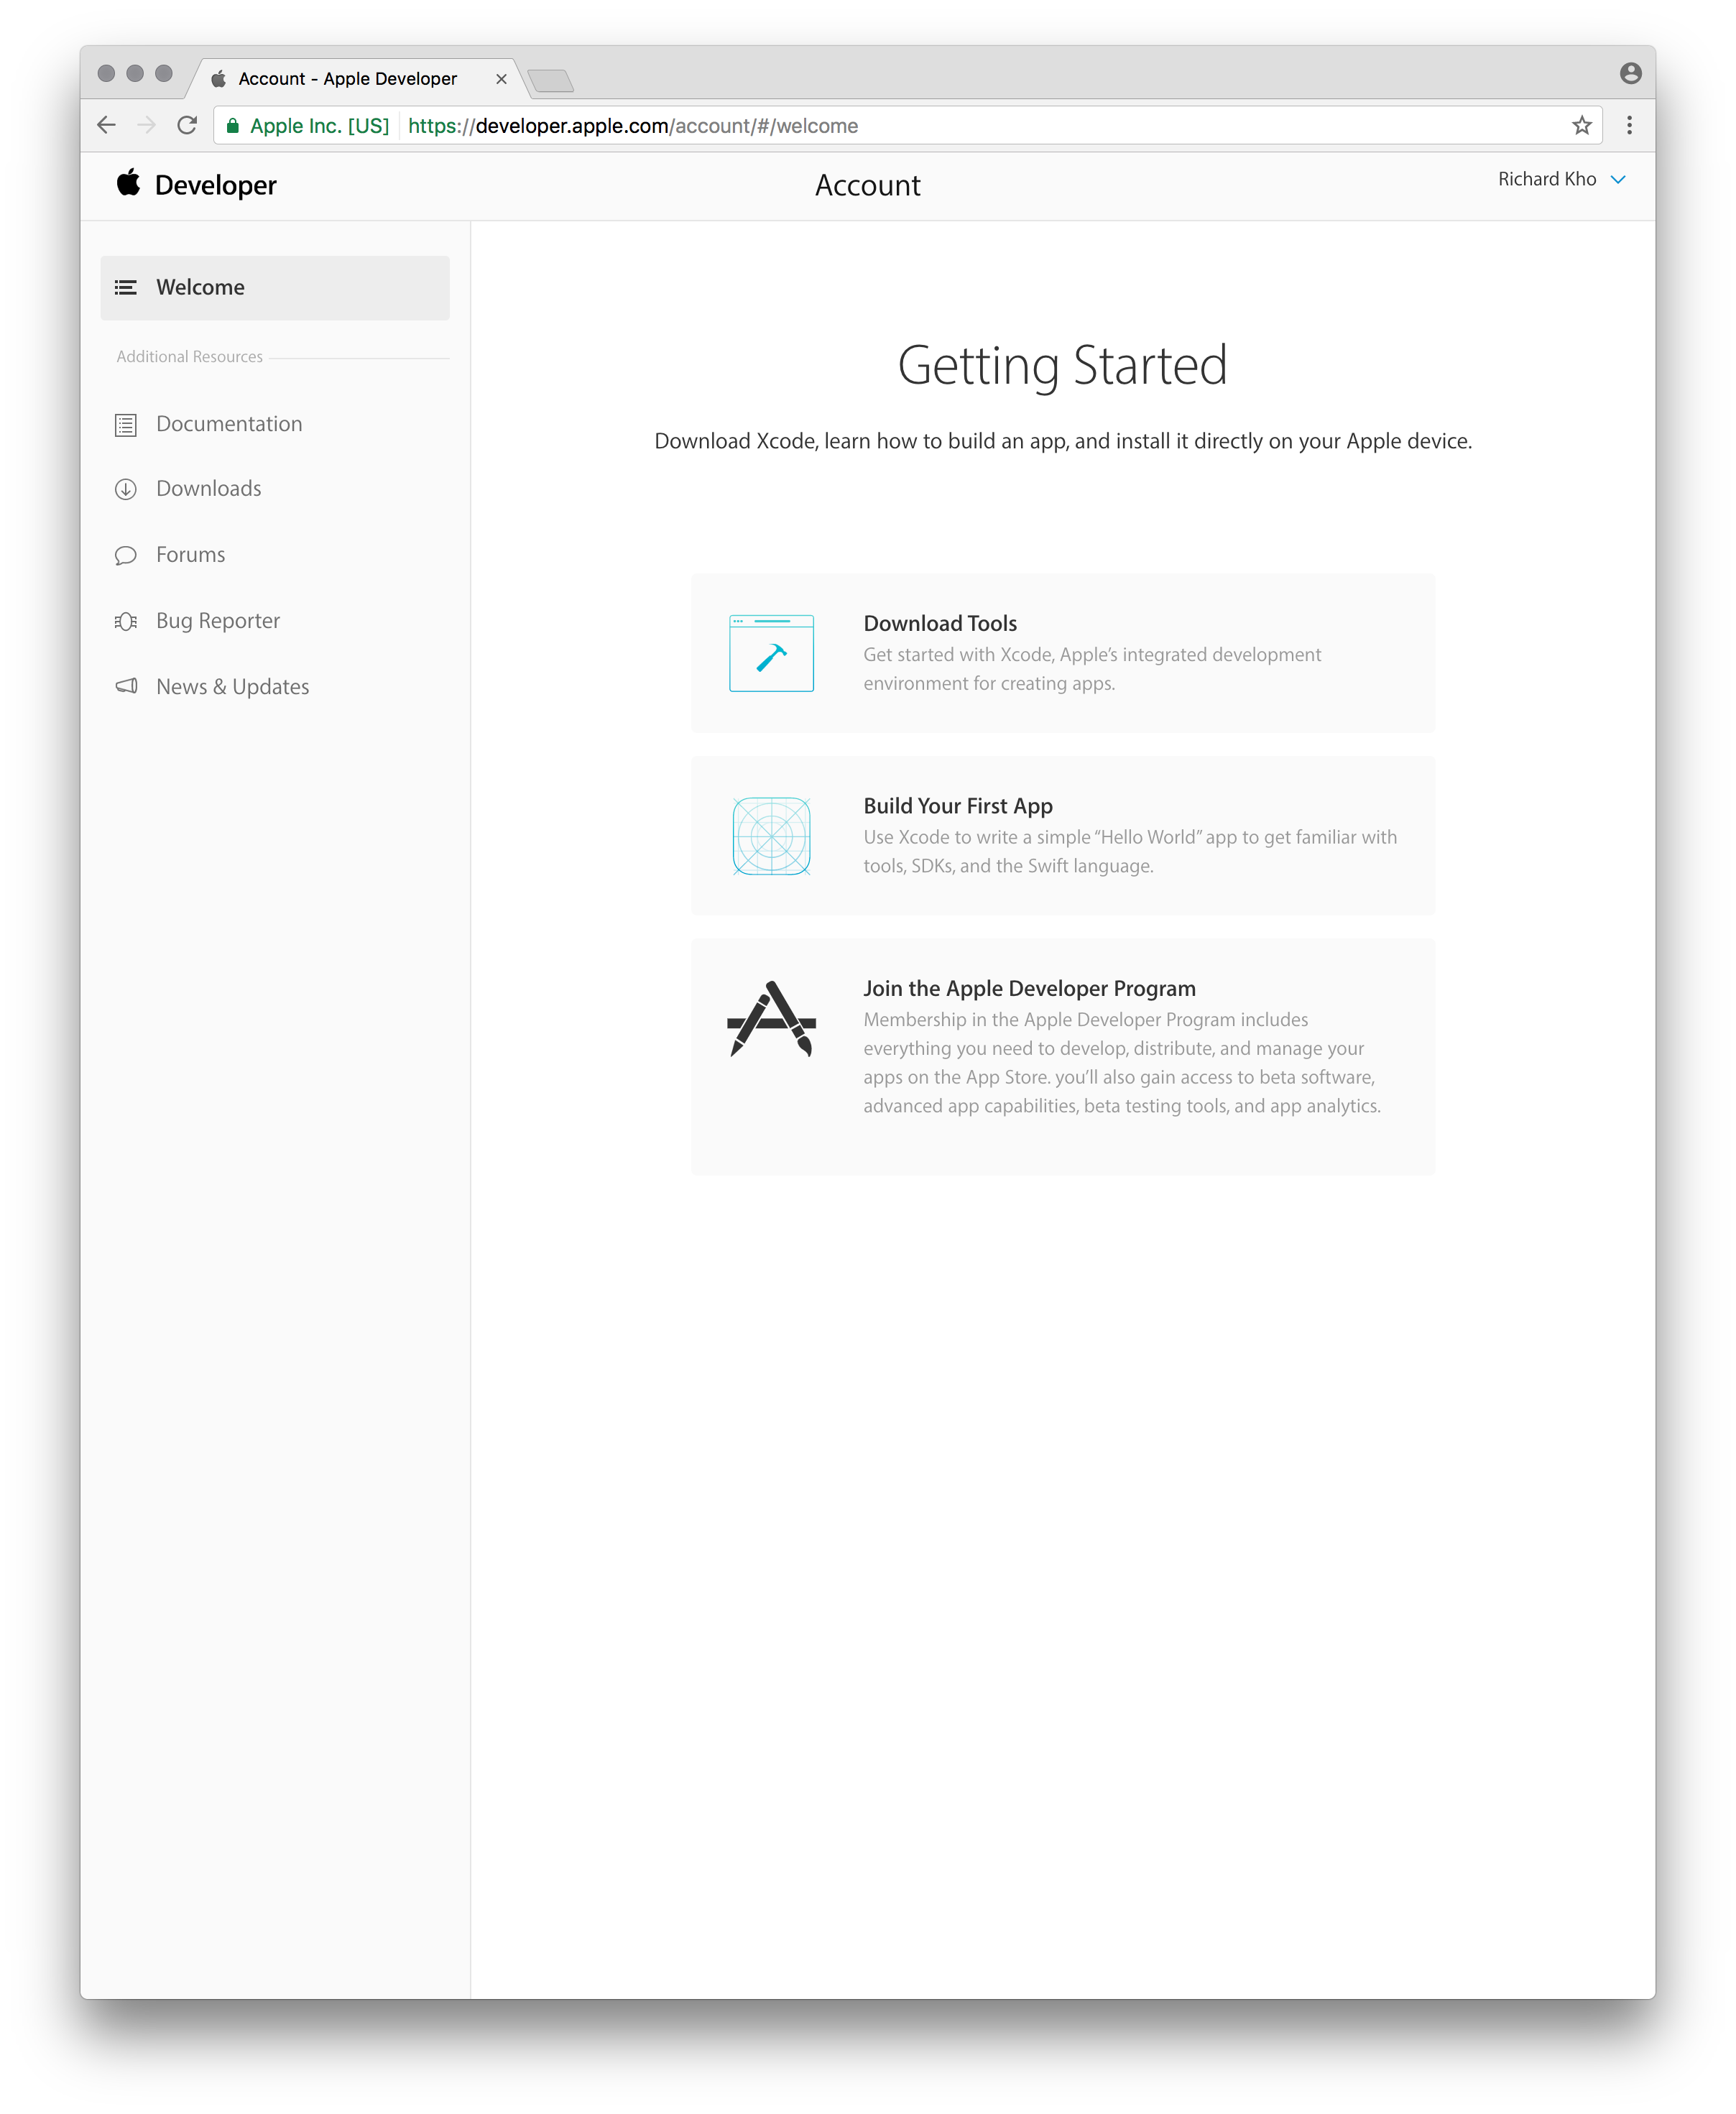 Account - Apple Developer
Apple Inc. [US] https://developer.apple.com/account/#/welcome
Developer
Account
Richard Kho
Welcome
Additional Resources
Documentation
Downloads
Forums
Bug Reporter
News & Updates
Getting Started
Download Xcode, learn how to build an app, and install it directly on your Apple device.
Download Tools
Get started with Xcode, Apple’s integrated development
environment for creating apps.
Build Your First App
Use Xcode to write a simple “Hello World” app to get familiar with
tools, SDKs, and the Swift language.
Join the Apple Developer Program
Membership in the Apple Developer Program includes
everything you need to develop, distribute, and manage your
apps on the App Store. you’ll also gain access to beta software,
advanced app capabilities, beta testing tools, and app analytics.